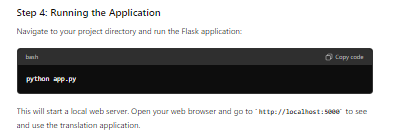 Step 4: Running the Application
Navigate to your project directory and run the Flask application:
bash
Copy code
python app.py
This will start a local web server. Open your web browser and go to `http://localhost:5000` to see
and use the translation application.